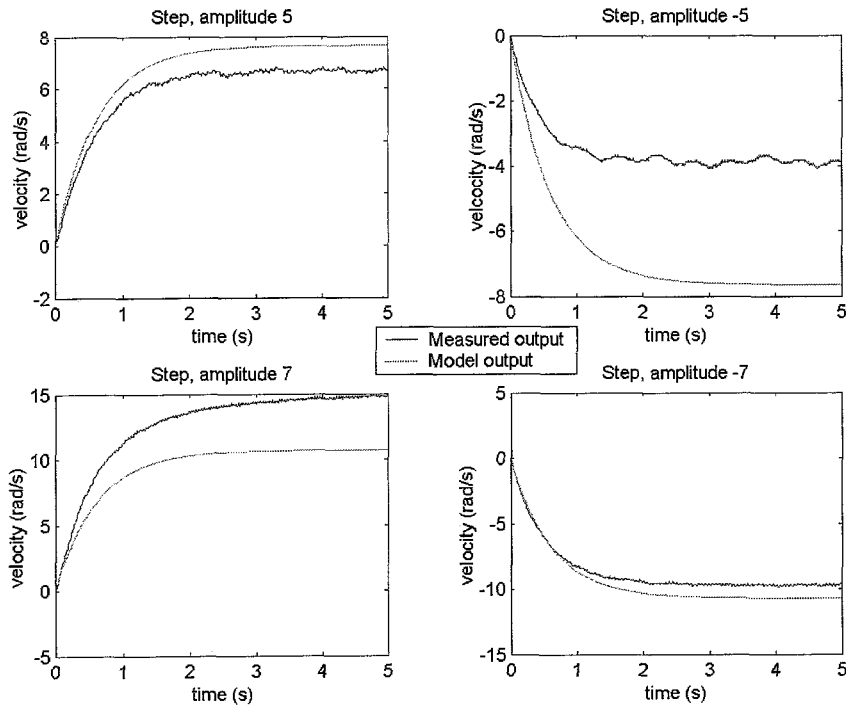 Step, amplitude 5
8
6
4
2
0
-2
velocity (rad/s)
0 1 2 3 4 5
time (s)
Step, amplitude -5
0
-2
-4
-6
-8
velcocity (rad/s)
0 1 2 3 4 5
time (s)
Measured output
Model output
Step, amplitude 7
15
10
5
0
-5
velocity (rad/s)
0 1 2 3 4 5
time (s)
Step, amplitude -7
5
0
-5
-10
-15
velocity (rad/s)
0 1 2 3 4 5
time (s)